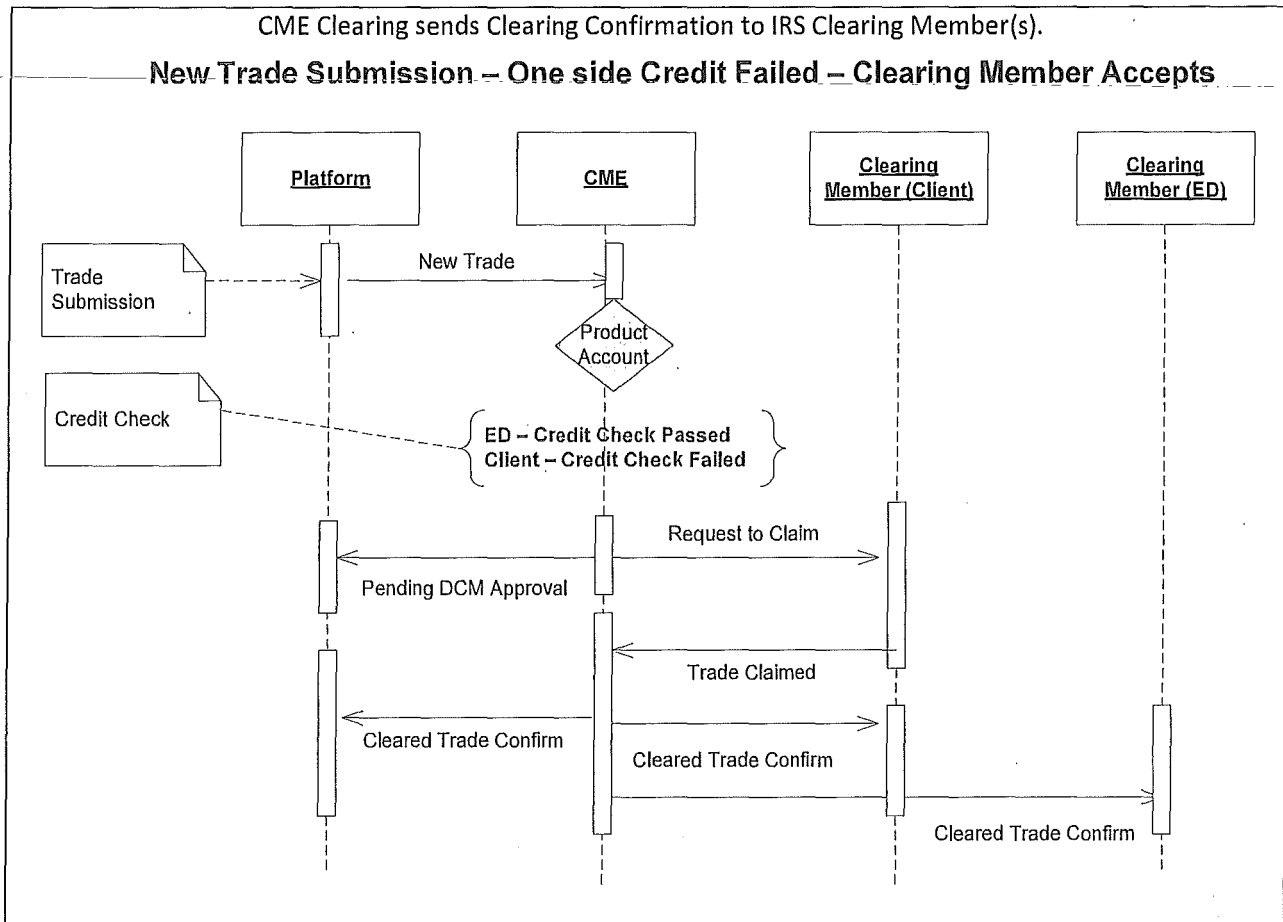 CME Clearing sends Clearing Confirmation to IRS Clearing Member(s).
New Trade Submission – One side Credit Failed – Clearing Member Accepts
Platform
CME
Clearing
Member (Client)
Clearing
Member (ED)
Trade
Submission
New Trade
Product
Account
Credit Check
ED – Credit Check Passed
Client – Credit Check Failed
Request to Claim
Pending DCM Approval
Trade Claimed
Cleared Trade Confirm
Cleared Trade Confirm
Cleared Trade Confirm